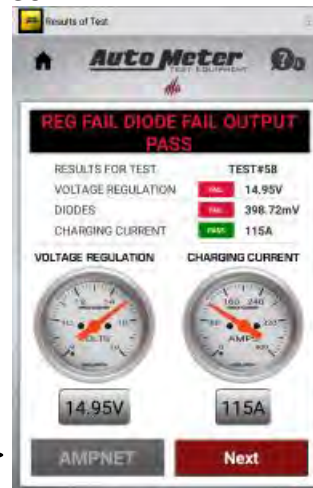 Results of Test
Auto Meter
TEST EQUIPMENT
REG FAIL DIODE FAIL OUTPUT PASS
RESULTS FOR TEST TEST#58
VOLTAGE REGULATION FAIL 14.95V
DIODES FAIL 398.72mV
CHARGING CURRENT PASS 115A
VOLTAGE REGULATION CHARGING CURRENT
VOLTS AMPS
14.95V 115A
AMPNET Next